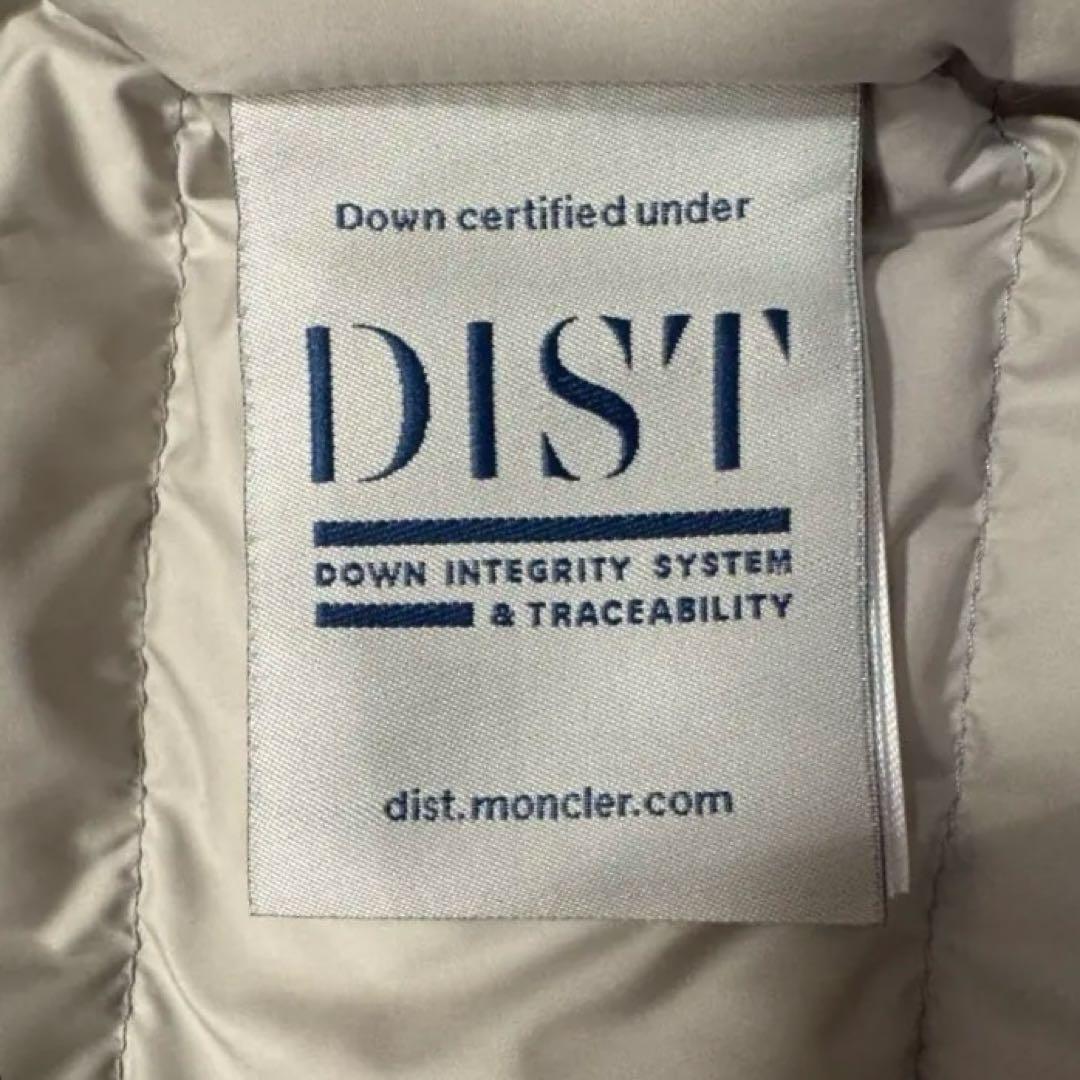 Down certified under
DIST
DOWN INTEGRITY SYSTEM
& TRACEABILITY
dist.moncler.com